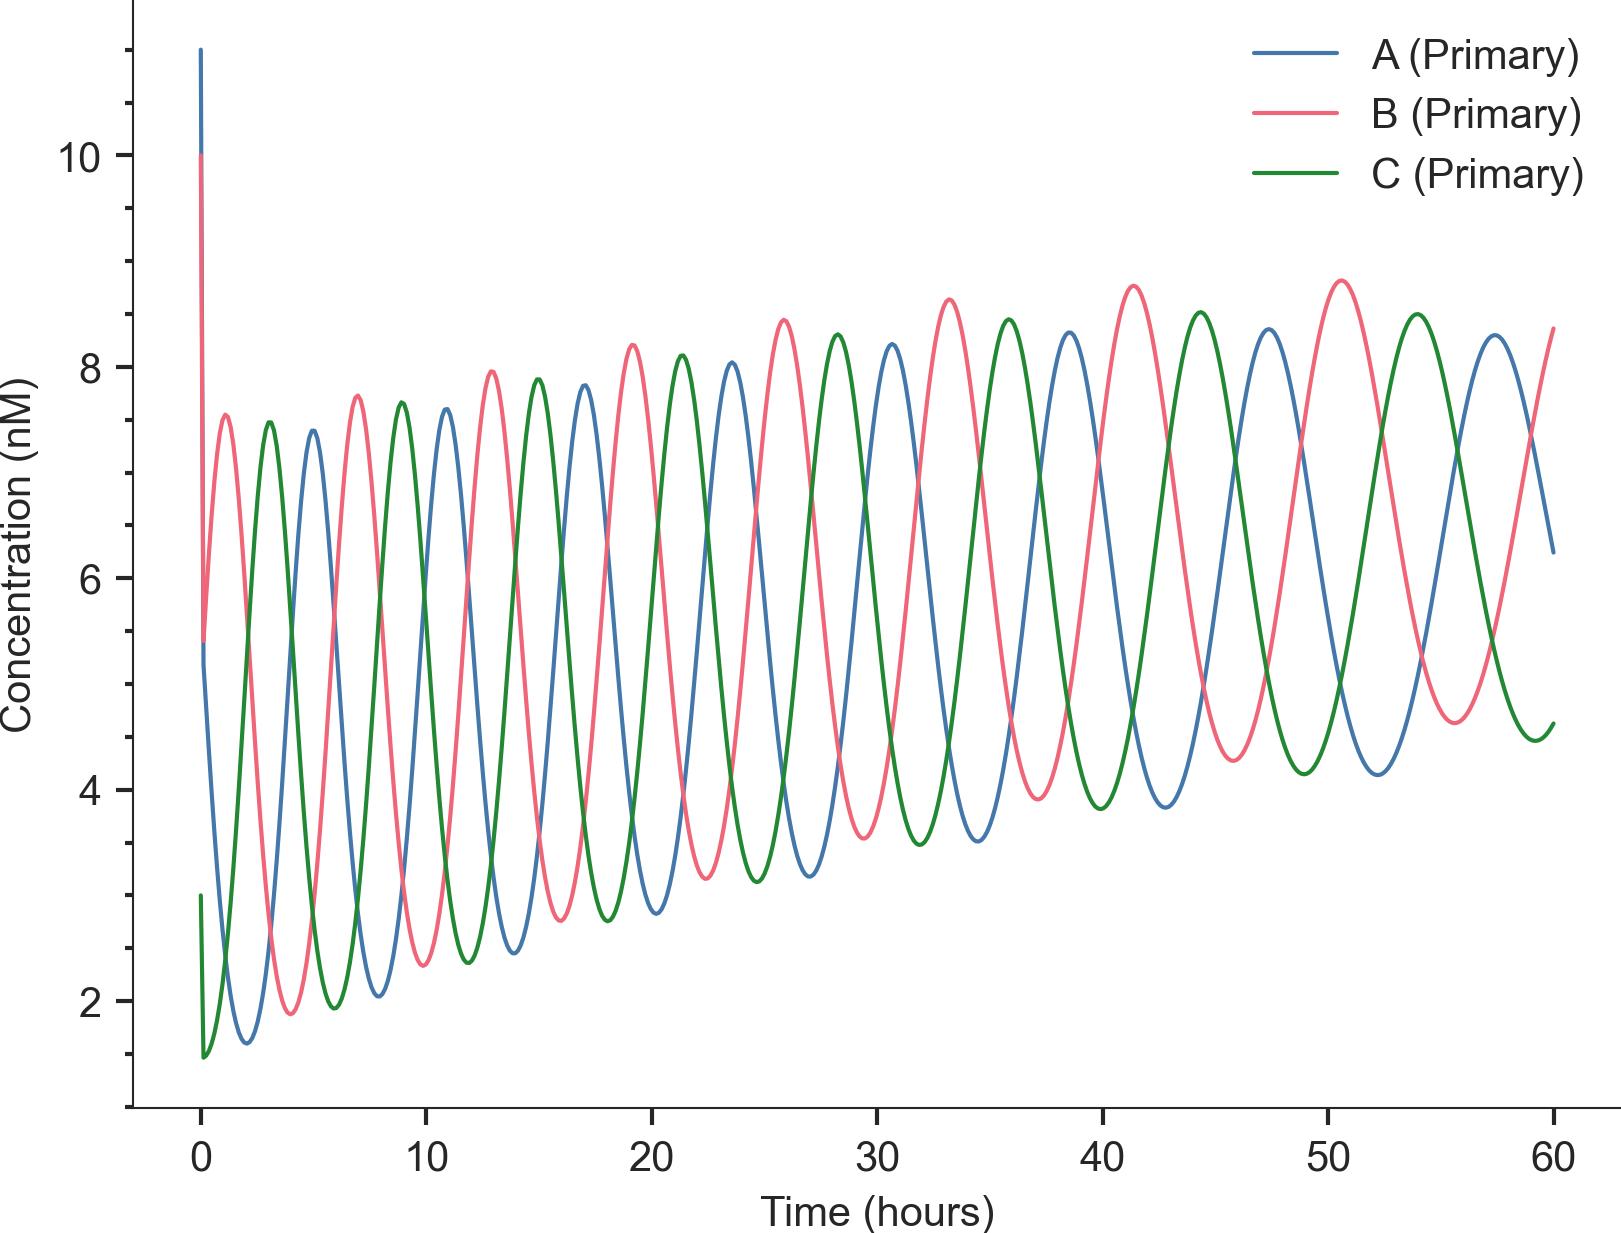 A (Primary)
B (Primary)
C (Primary)
Concentration (nM)
10
8
6
4
2
0 10 20 30 40 50 60
Time (hours)